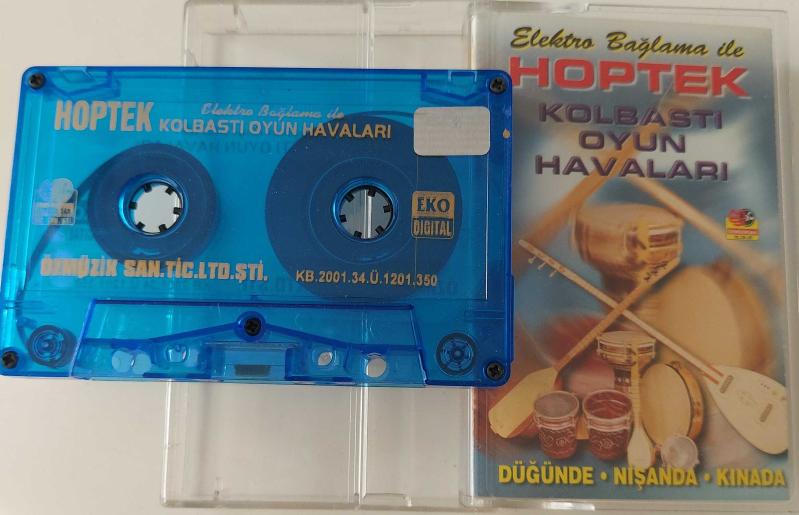 HOPTEK
Elektro Bağlama ile
KOLBASTI OYUN HAVALARI
EKO
DIGITAL
ÖZMÜZİK SAN.TİC.LTD.ŞTİ.
KB.2001.34.Ü.1201.350
Elektro Bağlama ile
HOPTEK
KOLBASTI
OYUN
HAVALARI
DÜĞÜNDE • NİŞANDA • KINADA